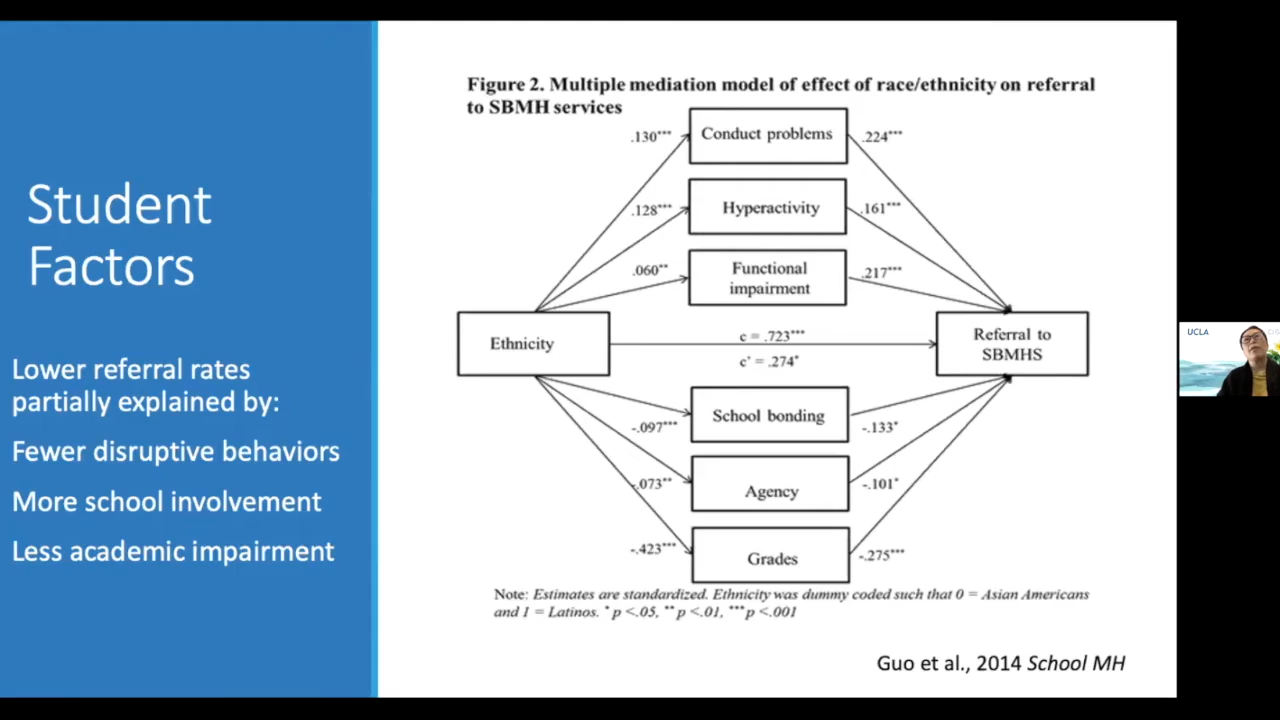 Student
Factors
Lower referral rates
partially explained by:
Fewer disruptive behaviors
More school involvement
Less academic impairment
Figure 2. Multiple mediation model of effect of race/ethnicity on referral
to SBMH services
.130***
Conduct problems
.224***
.128***
Hyperactivity
.161***
.060**
Functional
impairment
.217***
Ethnicity
c = .723***
c' = .274*
Referral to
SBMHS
-.097***
School bonding
-.133*
-.073**
Agency
-.101*
-.423***
Grades
-.275***
Note: Estimates are standardized. Ethnicity was dummy coded such that 0 = Asian Americans
and 1 = Latinos. * p <.05, ** p <.01, *** p <.001
Guo et al., 2014 School MH
UCLA